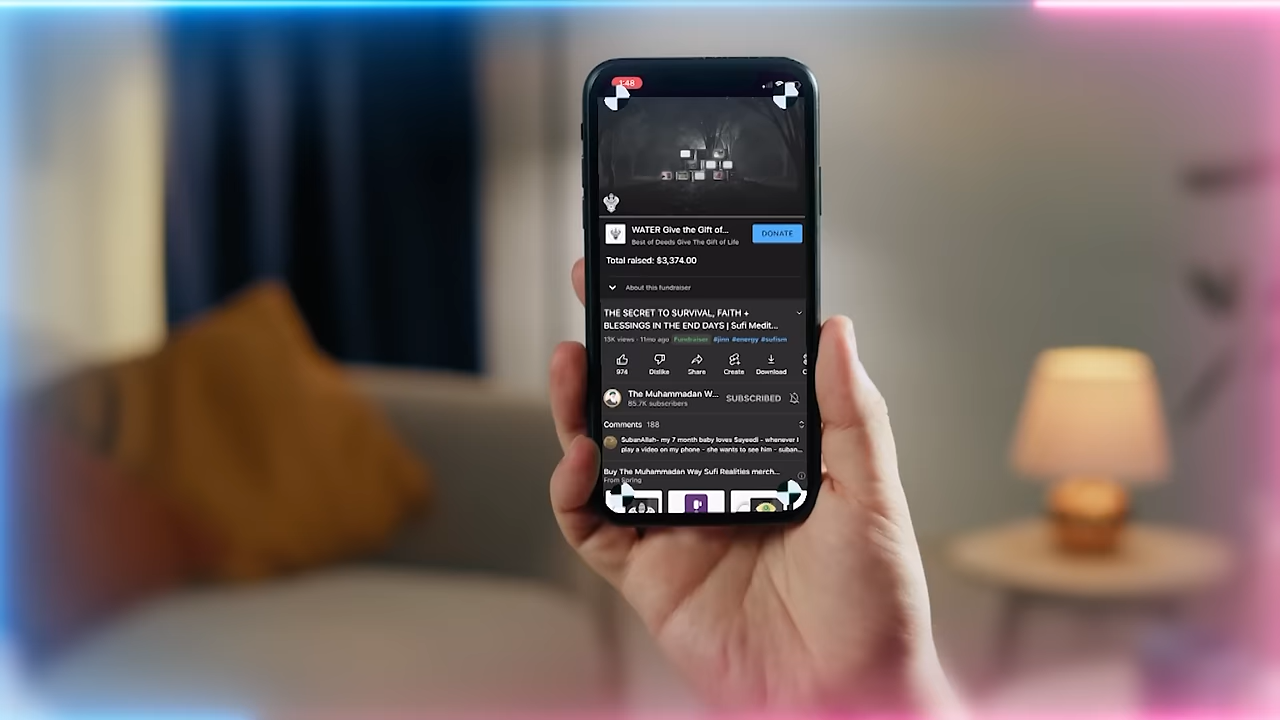 1:48
WATER Give the Gift of...
Best of Deeds Give The Gift of Life
DONATE
Total raised: $3,374.00
About this fundraiser
THE SECRET TO SURVIVAL, FAITH +
BLESSINGS IN THE END DAYS | Sufi Medit...
13K views · 11mo ago Fundraiser #jinn #energy #sufism
974 Dislike Share Create Download
The Muhammadan W... SUBSCRIBED
85.7K subscribers
Comments 188
SubanAllah- my 7 month baby loves Sayeedi - whenever I
play a video on my phone - she wants to see him - suban...
Buy The Muhammadan Way Sufi Realities merch...
From Spring